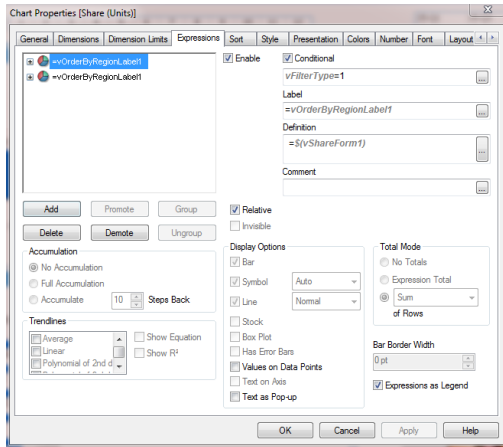 Chart Properties [Share (Units)]
General Dimensions Dimension Limits Expressions Sort Style Presentation Colors Number Font Layout
=vOrderByRegionLabel1
=vOrderByRegionLabel1
Enable
Conditional
vFilterType=1
...
Label
=vOrderByRegionLabel1
...
Definition
=$(vShareForm1)
...
Comment
...
Add Promote Group
Delete Demote Ungroup
Relative
Invisible
Accumulation
No Accumulation
Full Accumulation
Accumulate 10 Steps Back
Trendlines
Average
Linear
Polynomial of 2nd d
Show Equation
Show R²
Display Options
Bar
Symbol Auto
Line Normal
Stock
Box Plot
Has Error Bars
Values on Data Points
Text on Axis
Text as Pop-up
Total Mode
No Totals
Expression Total
Sum
of Rows
Bar Border Width
0 pt
Expressions as Legend
OK Cancel Apply Help